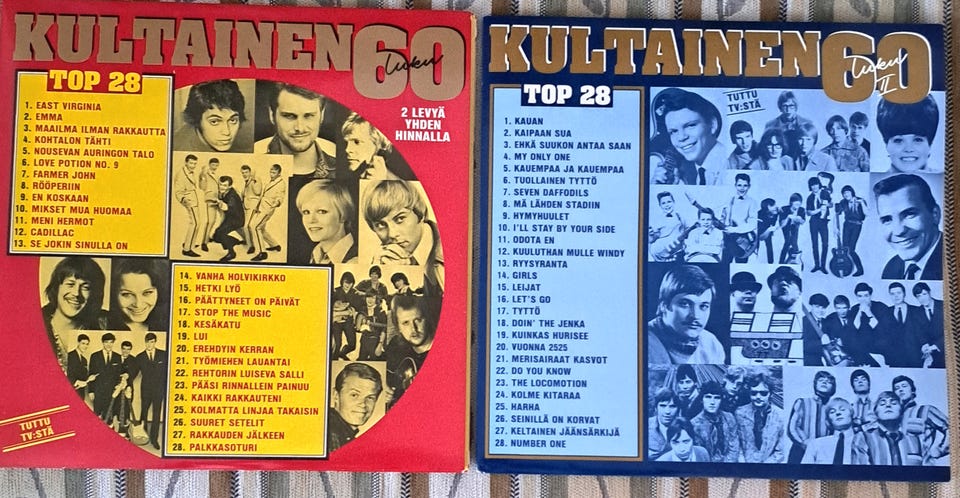 KULTAINEN 60
luku
TOP 28
2 LEVYÄ
YHDEN
HINNALLA
1. EAST VIRGINIA
2. EMMA
3. MAAILMA ILMAN RAKKAUTTA
4. KOHTALON TÄHTI
5. NOUSEVAN AURINGON TALO
6. LOVE POTION NO. 9
7. FARMER JOHN
8. RÖÖPERIIN
9. EN KOSKAAN
10. MIKSET MUA HUOMAA
11. MENI HERMOT
12. CADILLAC
13. SE JOKIN SINULLA ON
14. VANHA HOLVIKIRKKO
15. HETKI LYÖ
16. PÄÄTTYNEET ON PÄIVÄT
17. STOP THE MUSIC
18. KESÄKATU
19. LUI
20. EREHDYIN KERRAN
21. TYÖMIEHEN LAUANTAI
22. REHTORIN LUISEVA SALLI
23. PÄÄSI RINNALLEIN PAINUU
24. KAIKKI RAKKAUTENI
25. KOLMATTA LINJAA TAKAISIN
26. SUURET SETELIT
27. RAKKAUDEN JÄLKEEN
28. PALKKASOTURI
TUTTU
TV:STÄ
KULTAINEN 60
luku
II
TOP 28
TUTTU
TV:STÄ
1. KAUAN
2. KAIPAAN SUA
3. EHKÄ SUUKON ANTAA SAAN
4. MY ONLY ONE
5. KAUEMPAA JA KAUEMPAA
6. TUOLLAINEN TYTTÖ
7. SEVEN DAFFODILS
8. MÄ LÄHDEN STADIIN
9. HYMYHUULET
10. I'LL STAY BY YOUR SIDE
11. ODOTA EN
12. KUULUTHAN MULLE WINDY
13. RYYSYRANTA
14. GIRLS
15. LEIJAT
16. LET'S GO
17. TYTTÖ
18. DOIN' THE JENKA
19. KUINKAS HURISEE
20. VUONNA 2525
21. MERISAIRAAT KASVOT
22. DO YOU KNOW
23. THE LOCOMOTION
24. KOLME KITARAA
25. HARHA
26. SEINILLÄ ON KORVAT
27. KELTAINEN JÄÄNSÄRKIJÄ
28. NUMBER ONE